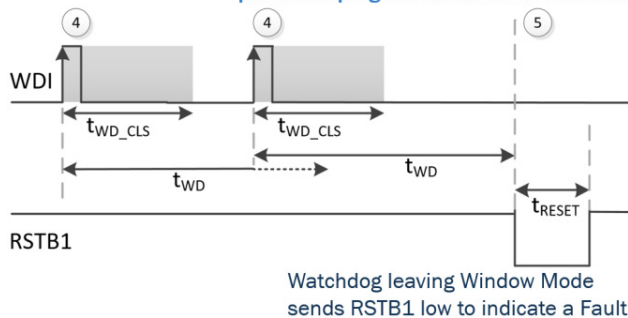 4 4 5
WDI
tWD_CLS tWD_CLS
tWD
tWD
tRESET
RSTB1
Watchdog leaving Window Mode
sends RSTB1 low to indicate a Fault